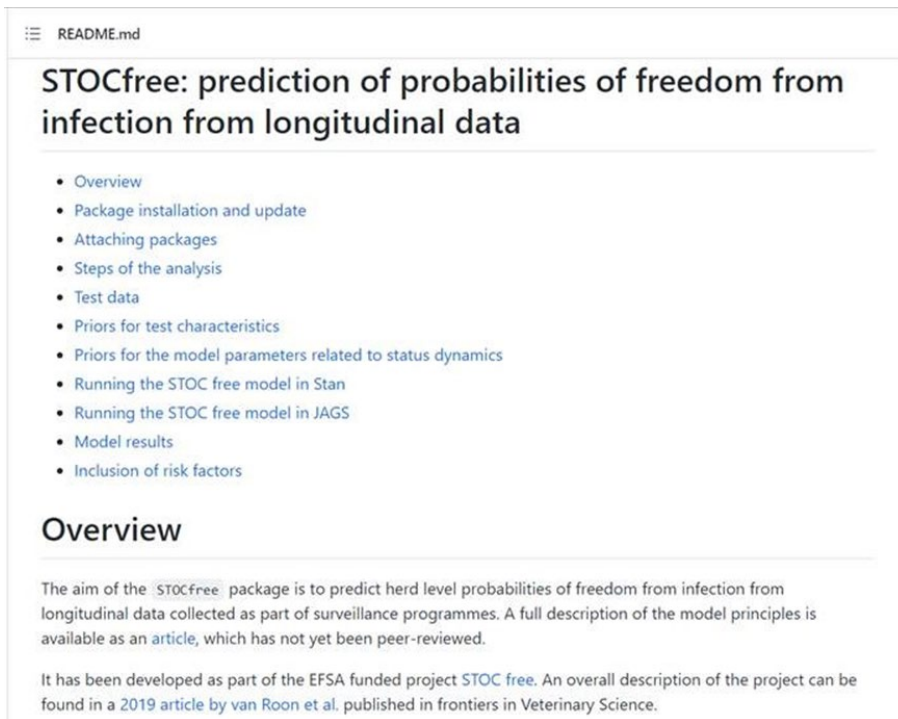 README.md
STOCfree: prediction of probabilities of freedom from
infection from longitudinal data
Overview
Package installation and update
Attaching packages
Steps of the analysis
Test data
Priors for test characteristics
Priors for the model parameters related to status dynamics
Running the STOC free model in Stan
Running the STOC free model in JAGS
Model results
Inclusion of risk factors
Overview
The aim of the STOCfree package is to predict herd level probabilities of freedom from infection from
longitudinal data collected as part of surveillance programmes. A full description of the model principles is
available as an article, which has not yet been peer-reviewed.
It has been developed as part of the EFSA funded project STOC free. An overall description of the project can be
found in a 2019 article by van Roon et al. published in frontiers in Veterinary Science.